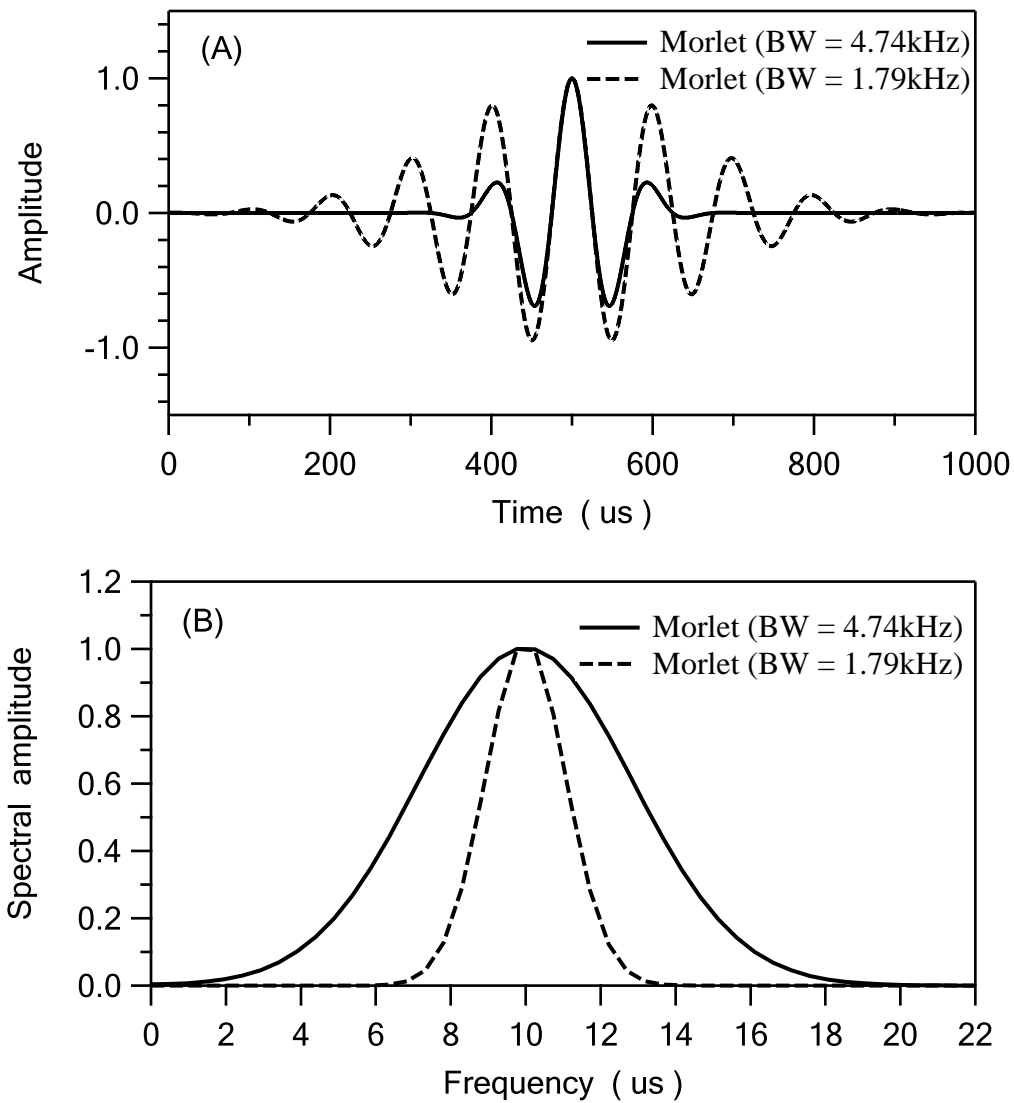 (A)
Morlet (BW = 4.74kHz)
Morlet (BW = 1.79kHz)
1.0
0.0
-1.0
Amplitude
0 200 400 600 800 1000
Time ( us )
(B)
Morlet (BW = 4.74kHz)
Morlet (BW = 1.79kHz)
1.2
1.0
0.8
0.6
0.4
0.2
0.0
Spectral amplitude
0 2 4 6 8 10 12 14 16 18 20 22
Frequency ( us )